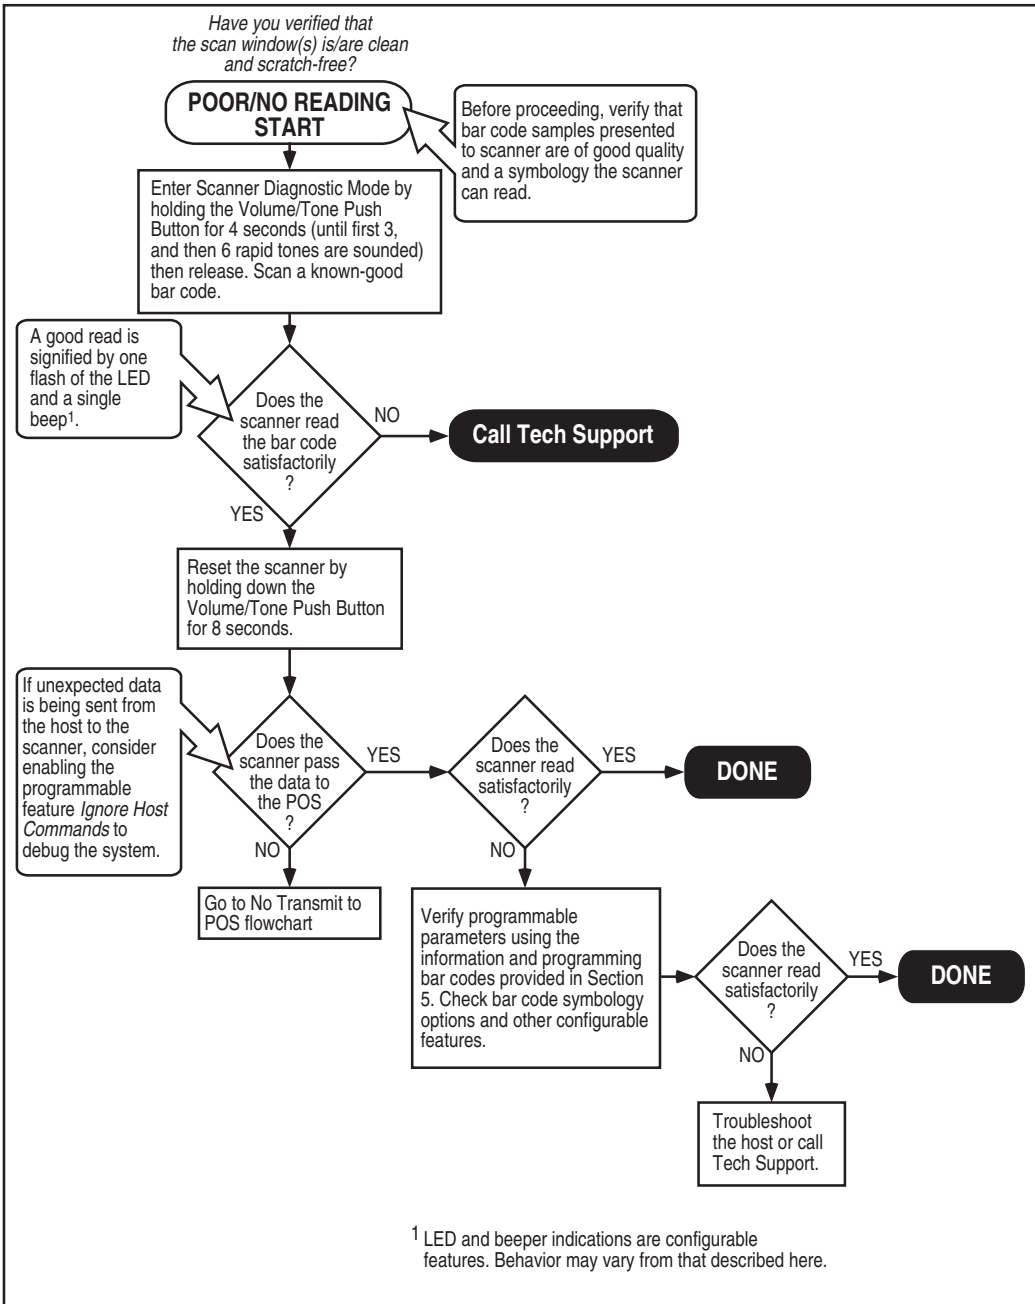 Have you verified that
the scan window(s) is/are clean
and scratch-free?
POOR/NO READING
START
Before proceeding, verify that
bar code samples presented
to scanner are of good quality
and a symbology the scanner
can read.
Enter Scanner Diagnostic Mode by
holding the Volume/Tone Push
Button for 4 seconds (until first 3,
and then 6 rapid tones are sounded)
then release. Scan a known-good
bar code.
A good read is
signified by one
flash of the LED
and a single
beep1.
Does the
scanner read
the bar code
satisfactorily
?
NO
Call Tech Support
YES
Reset the scanner by
holding down the
Volume/Tone Push Button
for 8 seconds.
If unexpected data
is being sent from
the host to the
scanner, consider
enabling the
programmable
feature Ignore Host
Commands to
debug the system.
Does the
scanner pass
the data to
the POS
?
YES
Does the
scanner read
satisfactorily
?
YES
DONE
NO
Go to No Transmit to
POS flowchart
NO
Verify programmable
parameters using the
information and programming
bar codes provided in Section
5. Check bar code symbology
options and other configurable
features.
Does the
scanner read
satisfactorily
?
YES
DONE
NO
Troubleshoot
the host or call
Tech Support.
1 LED and beeper indications are configurable
features. Behavior may vary from that described here.